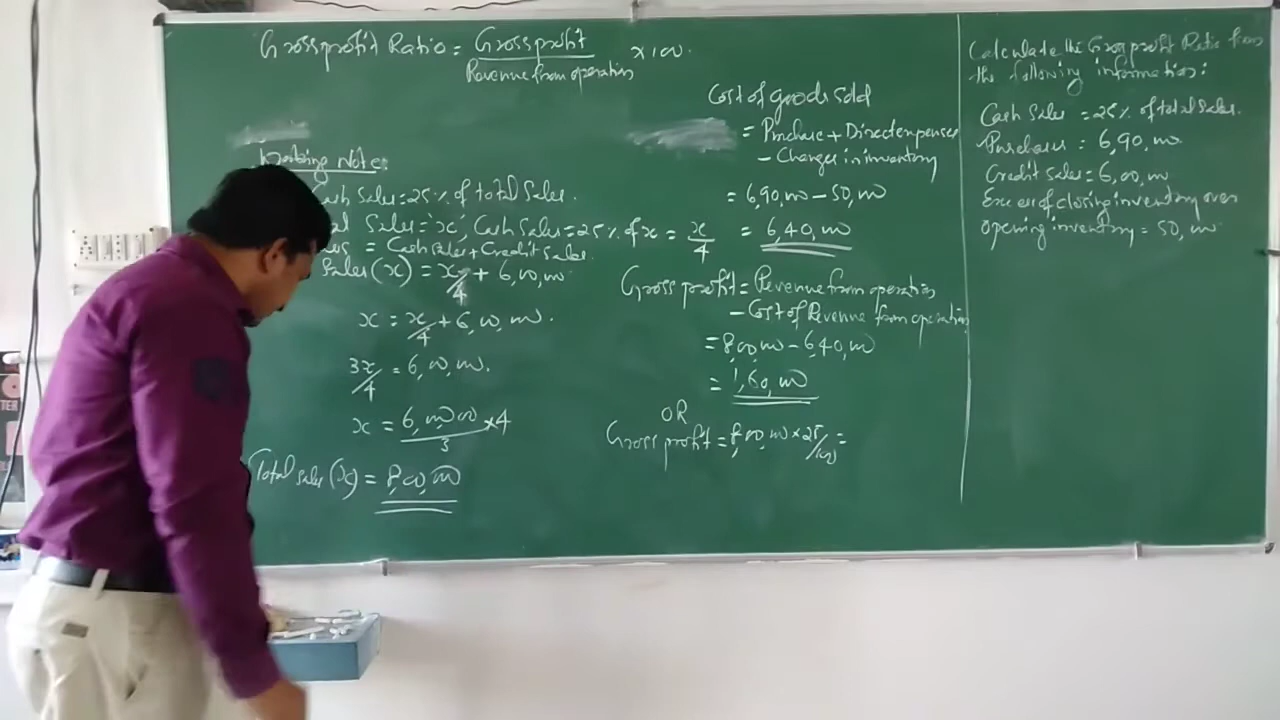 Gross profit Ratio = Gross profit / Revenue from operation × 100
Working Notes
Cash Sales = 25% of total Sales.
Sales = 'x', Cash Sales = 25% of x = x/4
= Cash Sales + Credit Sales
Sales (x) = x/4 + 6,00,000
x = x/4 + 6,00,000.
3x/4 = 6,00,000.
x = 6,00,000/3 × 4
Total Sales (x) = 8,00,000
Cost of goods Sold
= Purchase + Direct expenses
- Changes in inventory
= 6,90,000 - 50,000
= 6,40,000
Gross profit = Revenue from operation
- Cost of Revenue from operation
= 8,00,000 - 6,40,000
= 1,60,000
OR
Gross profit = 8,00,000 × 25/100 =
Calculate the Gross profit Ratio from
the following information:
Cash Sales = 25% of total Sales.
Purchases = 6,90,000
Credit Sales = 6,00,000
Excess of closing inventory over
opening inventory = 50,000